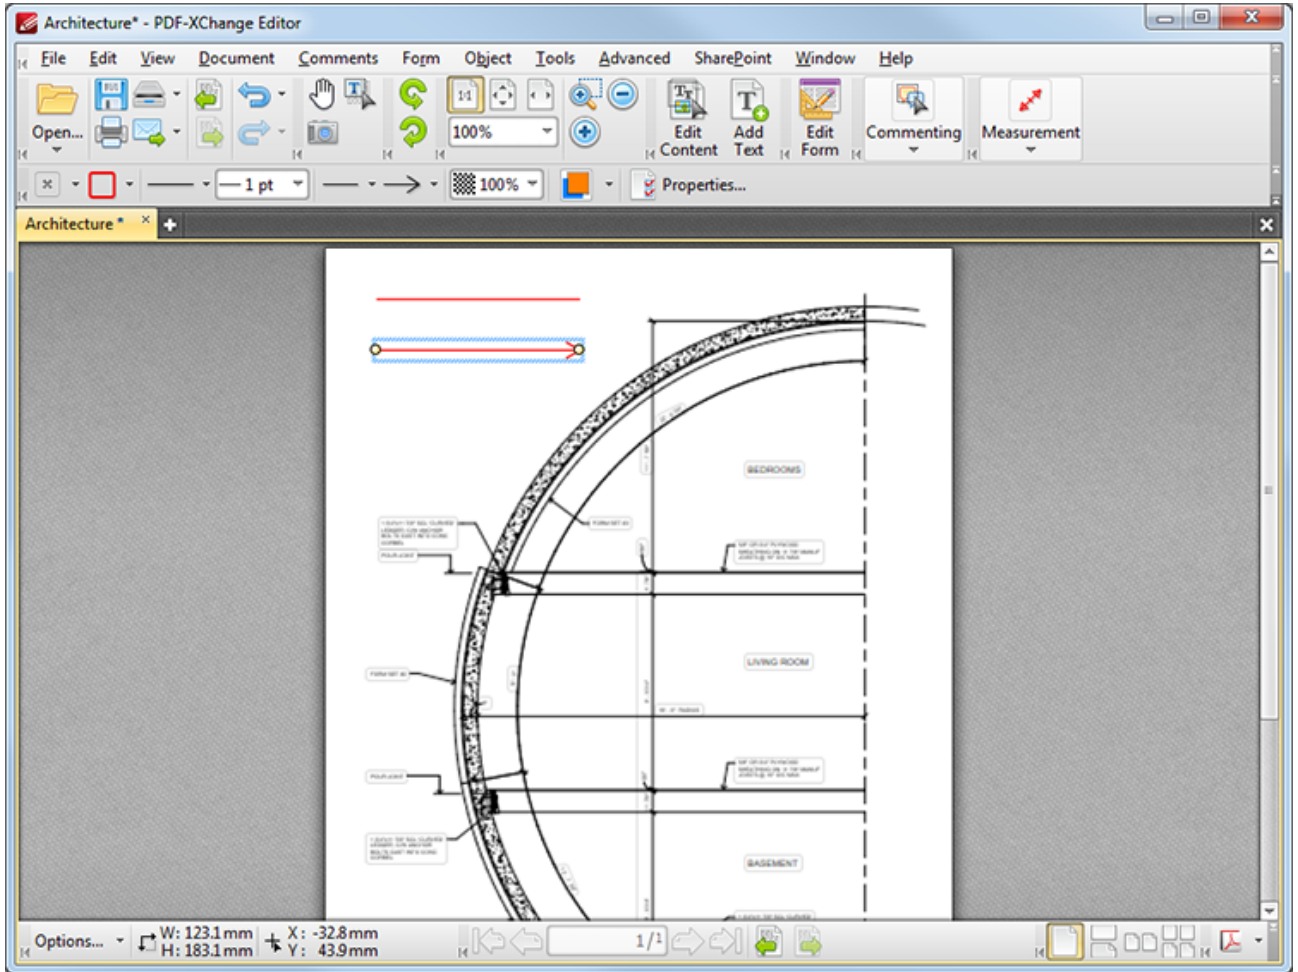 Architecture* - PDF-XChange Editor
File Edit View Document Comments Form Object Tools Advanced SharePoint Window Help
Open...
1:1
100%
Edit Content
Add Text
Edit Form
Commenting
Measurement
1 pt
100%
Properties...
Architecture *
BEDROOMS
LIVING ROOM
BASEMENT
Options...
W: 123.1 mm
H: 183.1 mm
X: -32.8 mm
Y: 43.9 mm
1/1